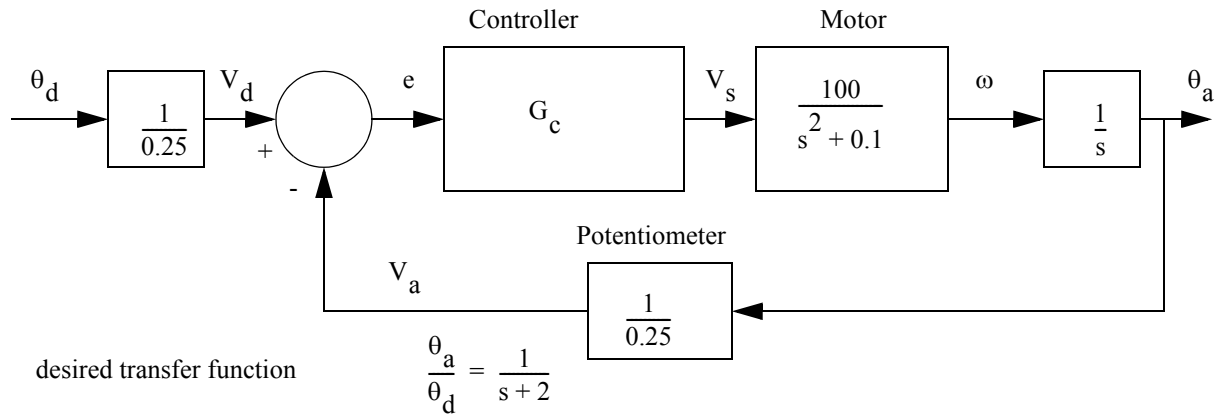 Controller
Motor
θd
1/0.25
Vd
+
-
e
Gc
Vs
100/(s^2 + 0.1)
ω
1/s
θa
Potentiometer
Va
1/0.25
desired transfer function
θa/θd = 1/(s + 2)